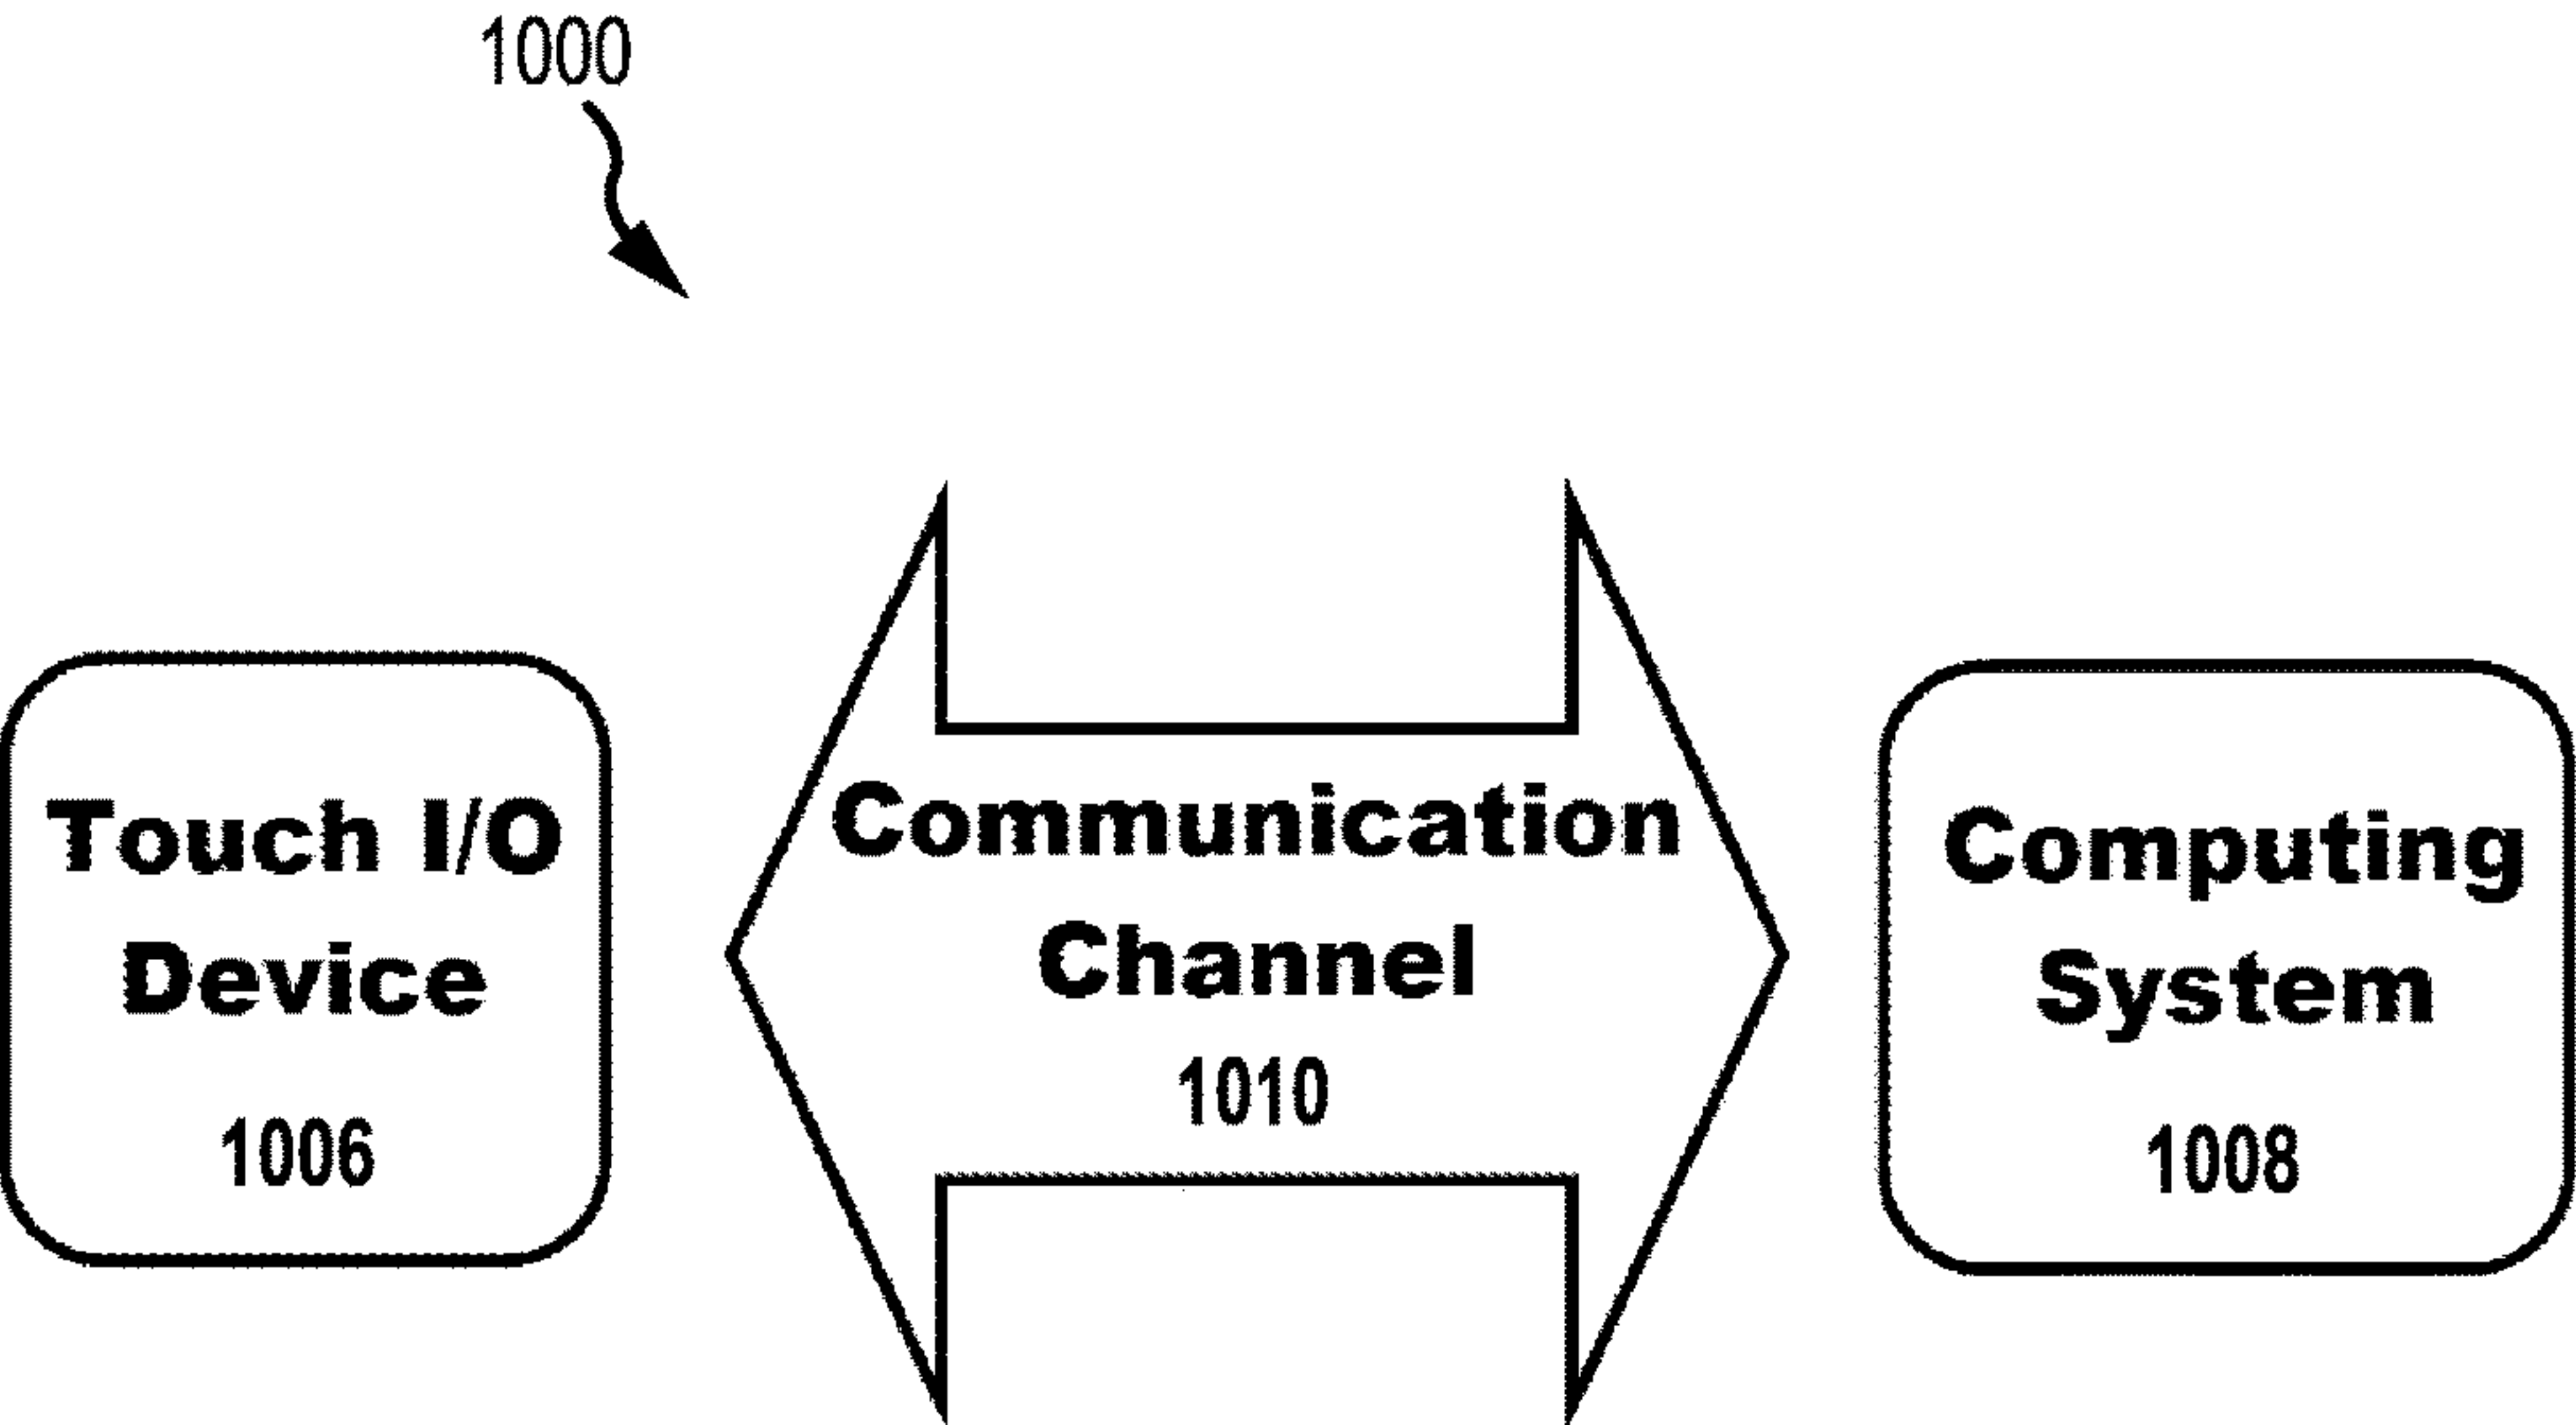 1000
Touch I/O
Device
1006
Communication
Channel
1010
Computing
System
1008